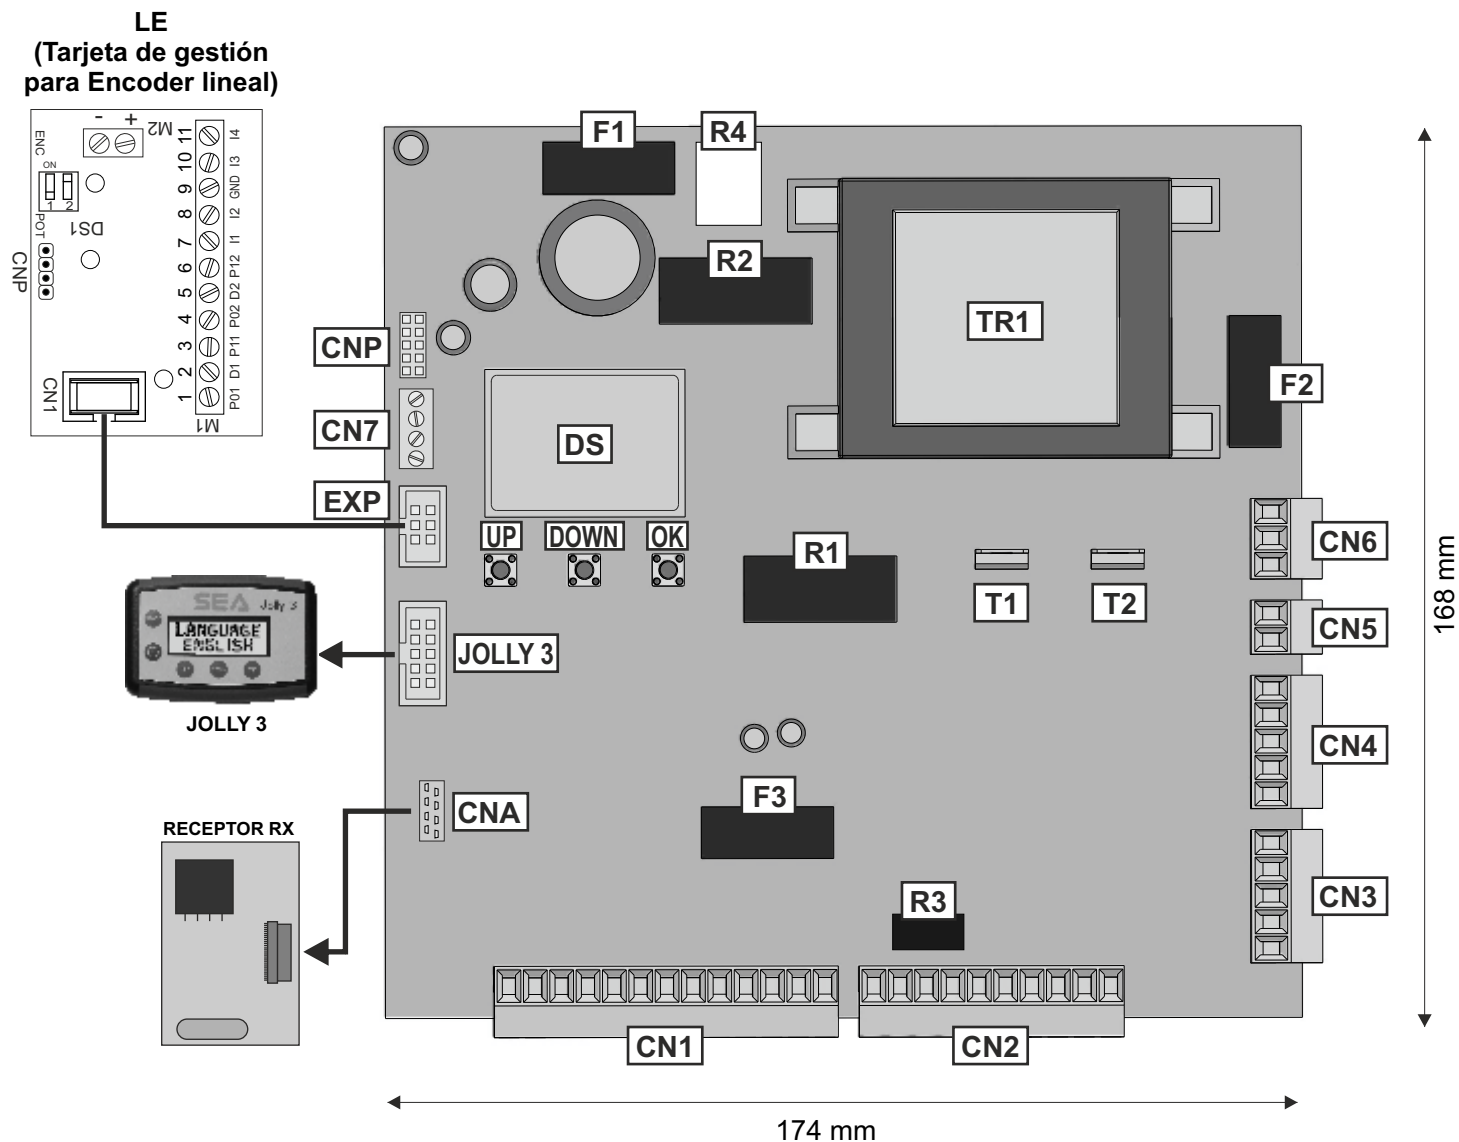 LE
(Tarjeta de gestión
para Encoder lineal)
- +
M2
ENC
ON
1 2
POT
DS1
CNP
CN1
11 I4
10 I3
9 GND
8 I2
7 I1
6 P12
5 D2
4 P02
3 P11
2 D1
1 P01
M1
F1
R4
R2
TR1
F2
CNP
CN7
DS
EXP
UP
DOWN
OK
R1
T1
T2
CN6
CN5
CN4
CN3
168 mm
SEA Jolly 3
LANGUAGE
ENGLISH
JOLLY 3
JOLLY 3
CNA
F3
R3
RECEPTOR RX
CN1
CN2
174 mm